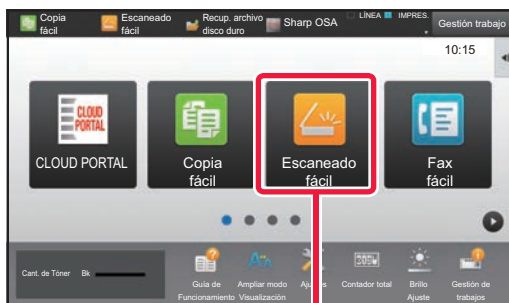 Copia
fácil
Escaneado
fácil
Recup. archivo
disco duro
Sharp OSA
LÍNEA
IMPRES.
Gestión trabajo
10:15
CLOUD
PORTAL
CLOUD PORTAL
Copia
fácil
Escaneado
fácil
Fax
fácil
Cant. de Tóner Bk
Guía de
Funcionamiento
Ampliar modo
Visualización
Ajustes
Contador total
Brillo
Ajuste
Gestión de
trabajos